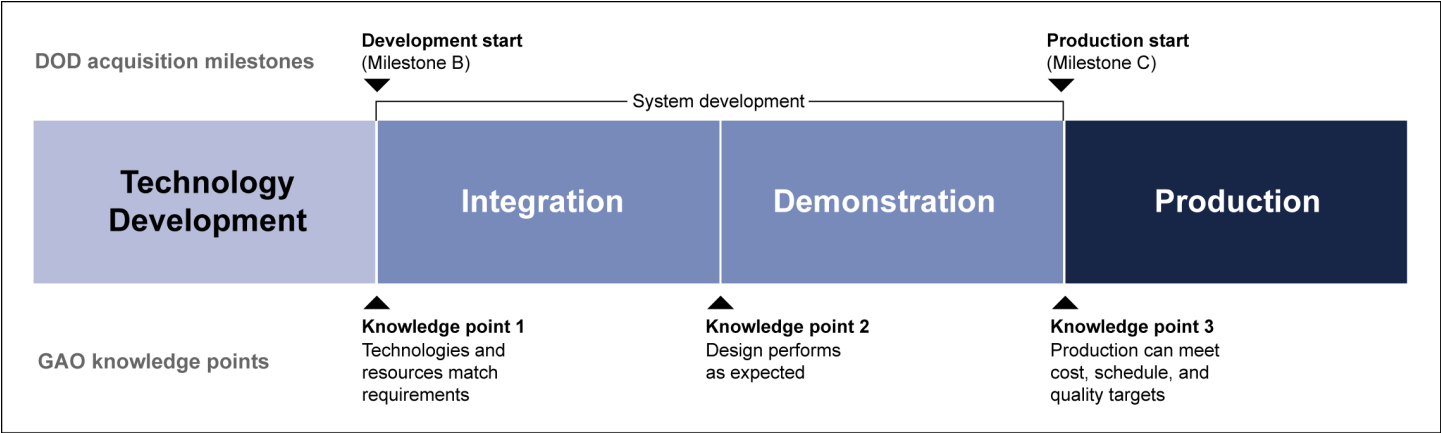 DOD acquisition milestones
Development start
(Milestone B)
Production start
(Milestone C)
System development
Technology
Development
Integration
Demonstration
Production
GAO knowledge points
Knowledge point 1
Technologies and
resources match
requirements
Knowledge point 2
Design performs
as expected
Knowledge point 3
Production can meet
cost, schedule, and
quality targets